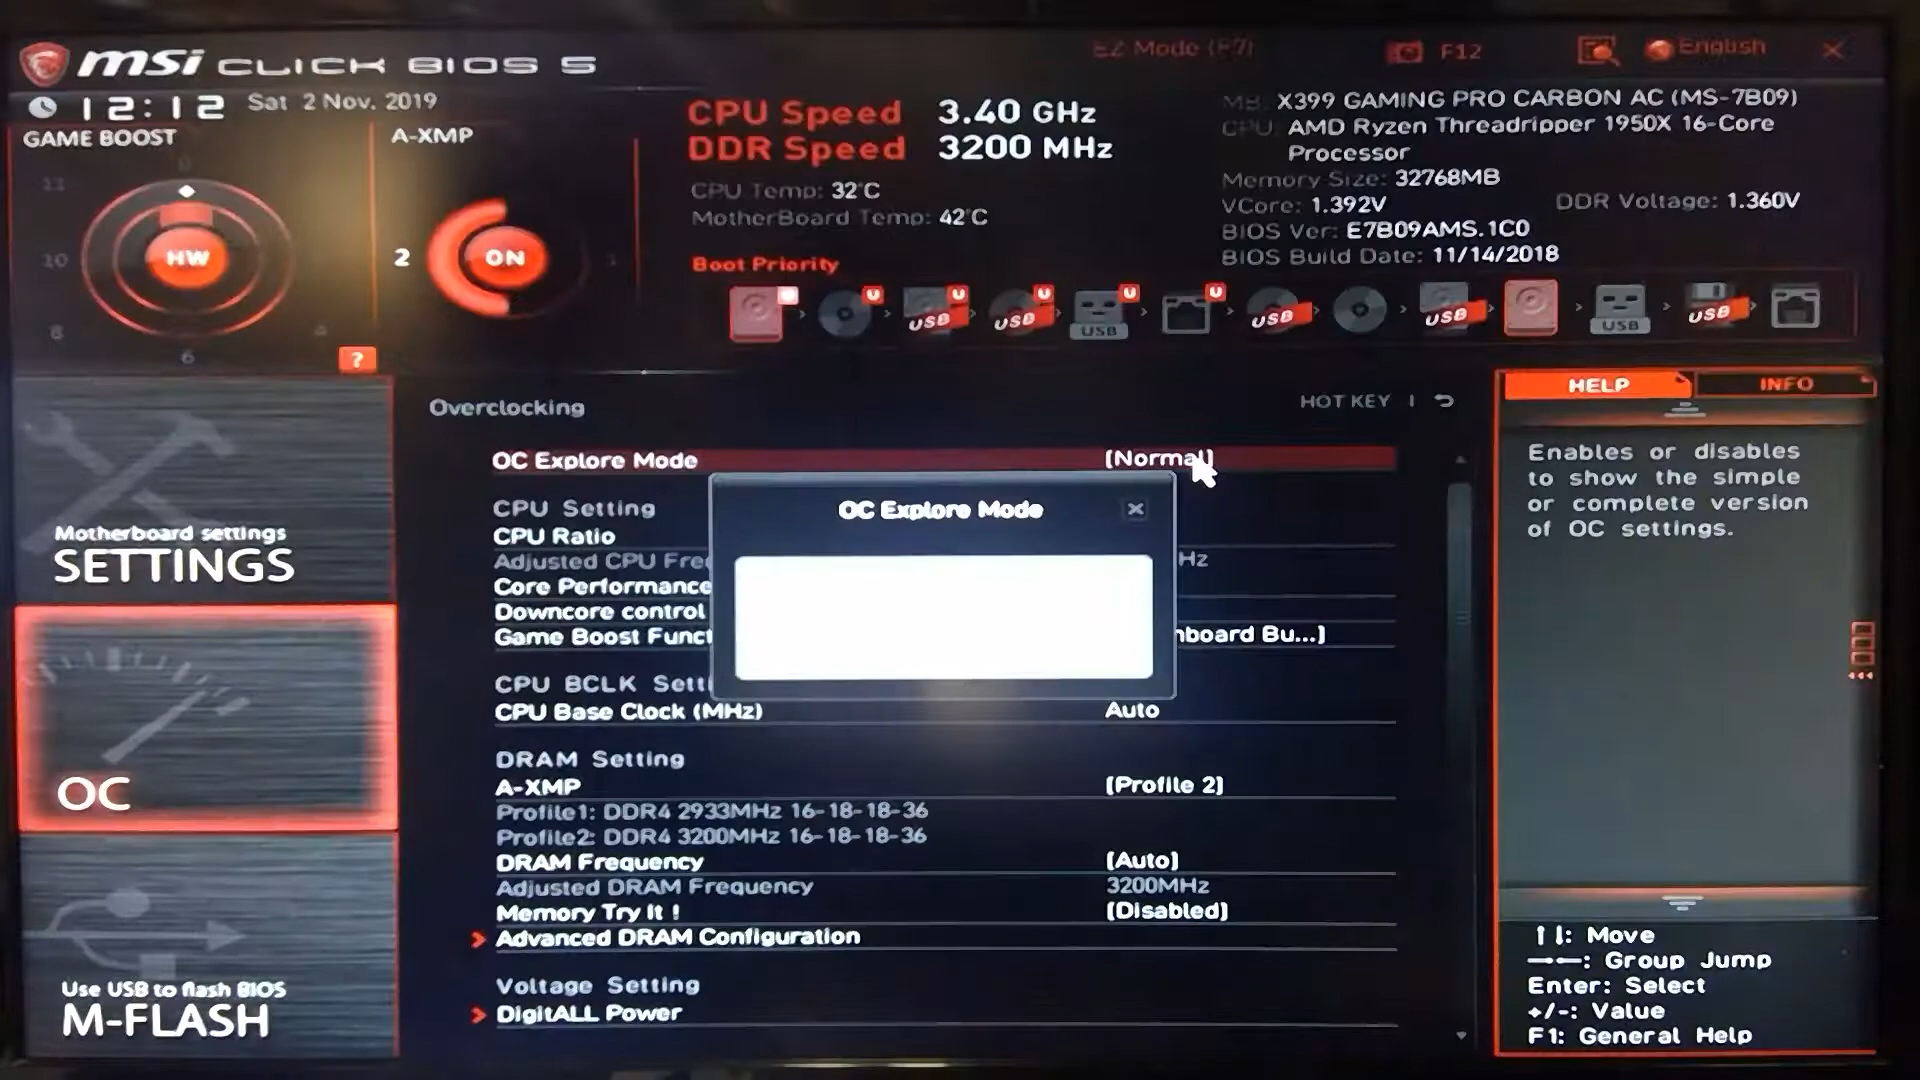 msi CLICK BIOS 5
EZ Mode (F7)
F12
English
12:12 Sat 2 Nov. 2019
GAME BOOST
A-XMP
0
11
10
8
6
4
HW
2
ON
1
?
CPU Speed 3.40 GHz
DDR Speed 3200 MHz
CPU Temp: 32°C
MotherBoard Temp: 42°C
MB: X399 GAMING PRO CARBON AC (MS-7B09)
CPU: AMD Ryzen Threadripper 1950X 16-Core
Processor
Memory Size: 32768MB
VCore: 1.392V
DDR Voltage: 1.360V
BIOS Ver: E7B09AMS.1C0
BIOS Build Date: 11/14/2018
Boot Priority
U
U
U
U
U
USB
USB
USB
USB
USB
USB
USB
Motherboard settings
SETTINGS
OC
Use USB to flash BIOS
M-FLASH
Overclocking
HOT KEY
OC Explore Mode [Normal]
CPU Setting
CPU Ratio
Adjusted CPU Fre
Hz
Core Performance
Downcore control
Game Boost Funct
board Bu...]
CPU BCLK Setti
CPU Base Clock (MHz) Auto
DRAM Setting
A-XMP [Profile 2]
Profile1: DDR4 2933MHz 16-18-18-36
Profile2: DDR4 3200MHz 16-18-18-36
DRAM Frequency [Auto]
Adjusted DRAM Frequency 3200MHz
Memory Try It ! [Disabled]
> Advanced DRAM Configuration
Voltage Setting
> DigitALL Power
OC Explore Mode
HELP
INFO
Enables or disables
to show the simple
or complete version
of OC settings.
↑↓: Move
→←: Group Jump
Enter: Select
+/-: Value
F1: General Help